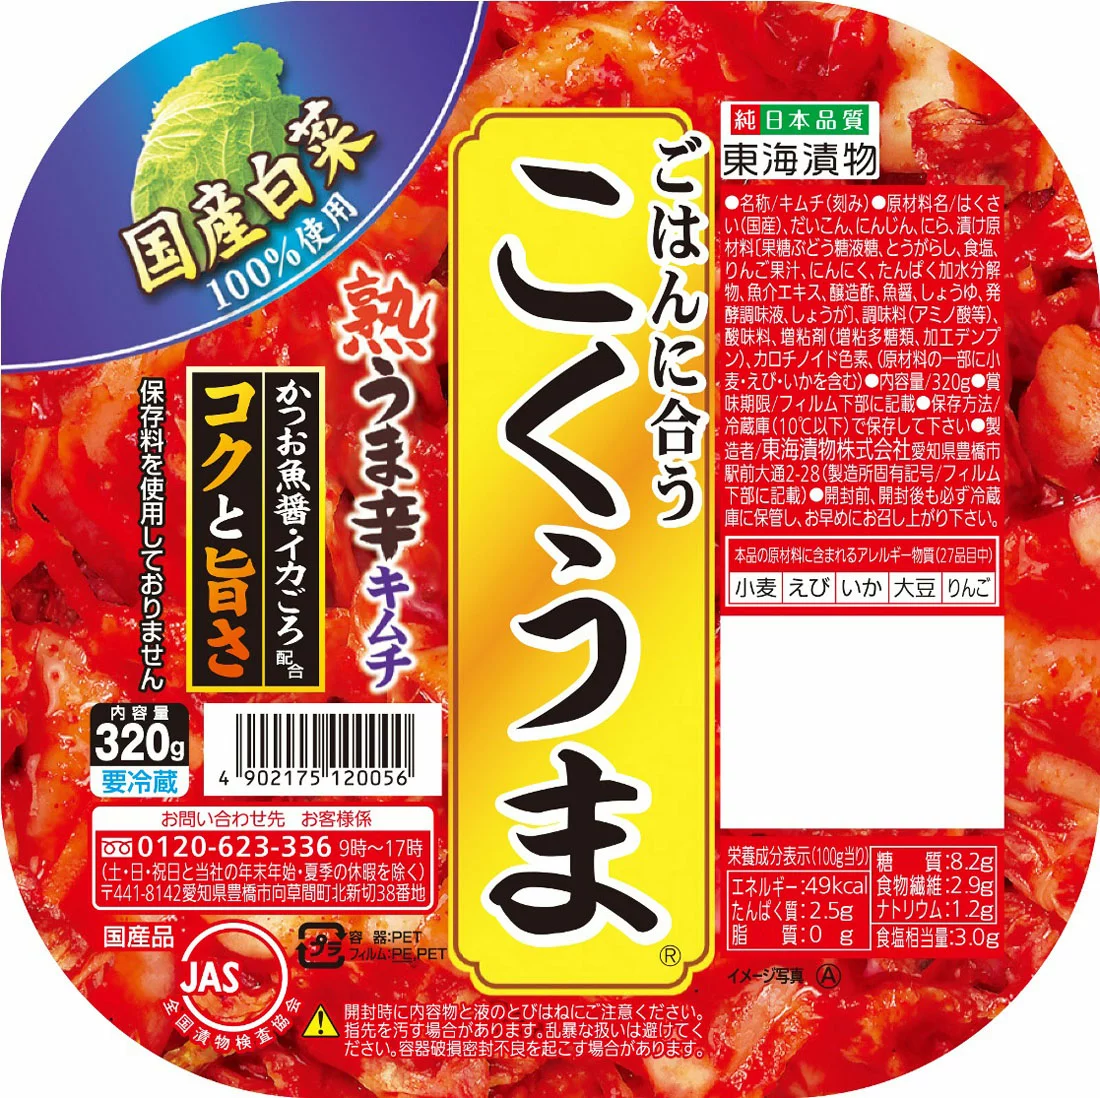 国産白菜
100%使用
熟うま辛キムチ
かつお魚醤・イカごろ配合
コクと旨さ
保存料を使用しておりません
内容量
320g
要冷蔵
4 902175 120056
お問い合わせ先 お客様係
0120-623-336 9時〜17時
(土・日・祝日と当社の年末年始・夏季の休暇を除く)
〒441-8142愛知県豊橋市向草間町北新切38番地
国産品
JAS
全国漬物検査協会
プラ
容器:PET
フィルム:PE,PET
ごはんに合う
こくうま
®
純 日本品質
東海漬物
●名称/キムチ(刻み)●原材料名/はくさ
い(国産)、だいこん、にんじん、にら、漬け原
材料〔果糖ぶどう糖液糖、とうがらし、食塩、
りんご果汁、にんにく、たんぱく加水分解
物、魚介エキス、醸造酢、魚醤、しょうゆ、発
酵調味液、しょうが〕、調味料(アミノ酸等)、
酸味料、増粘剤(増粘多糖類、加工デンプ
ン)、カロチノイド色素、(原材料の一部に小
麦・えび・いかを含む)●内容量/320g●賞
味期限/フィルム下部に記載●保存方法/
冷蔵庫(10℃以下)で保存して下さい●製
造者/東海漬物株式会社愛知県豊橋市
駅前大通2-28(製造所固有記号/フィルム
下部に記載)●開封前、開封後も必ず冷蔵
庫に保管し、お早めにお召し上がり下さい。
本品の原材料に含まれるアレルギー物質(27品目中)
小麦 えび いか 大豆 りんご
栄養成分表示(100g当り)
エネルギー:49kcal
たんぱく質:2.5g
脂質:0g
糖質:8.2g
食物繊維:2.9g
ナトリウム:1.2g
食塩相当量:3.0g
イメージ写真 A
開封時に内容物と液のとびはねにご注意ください。
指先を汚す場合があります。乱暴な扱いは避けてく
ださい。容器破損密封不良を起こす場合があります。